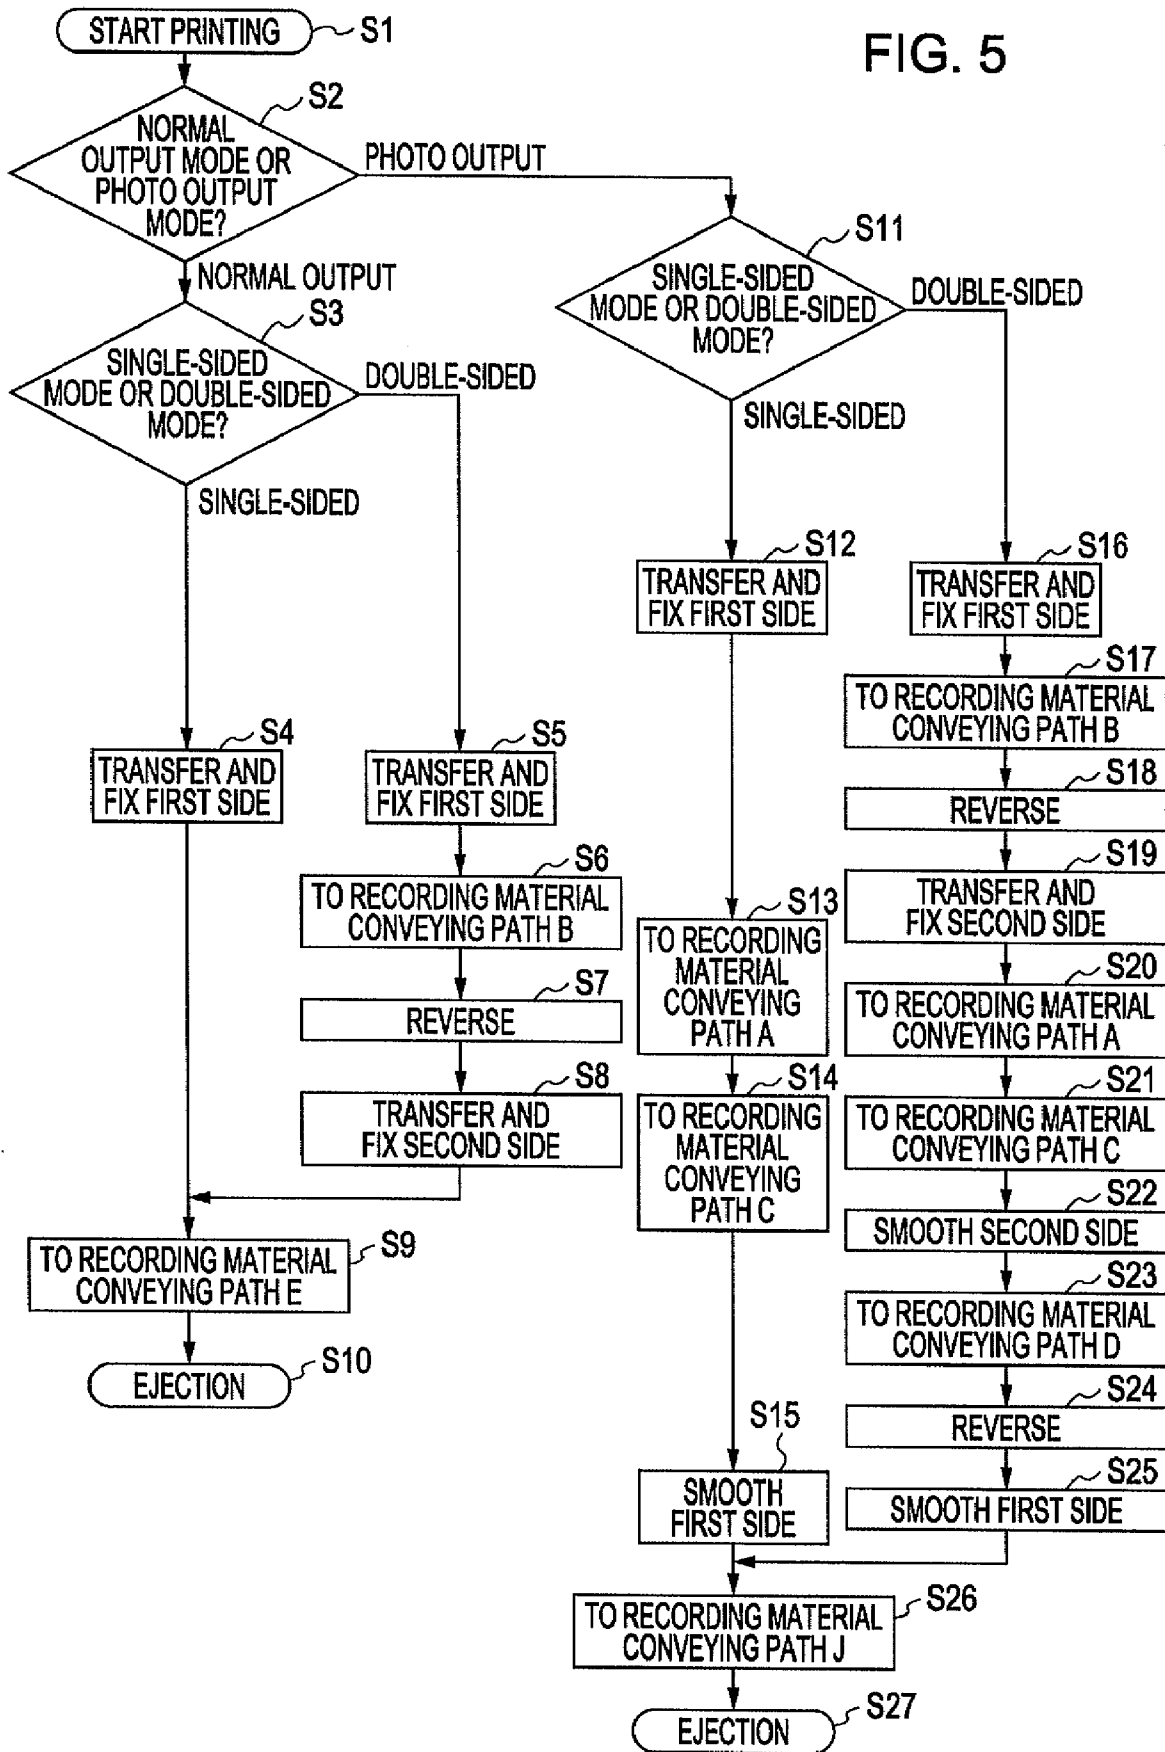 FIG. 5
START PRINTING
S1
S2
NORMAL
OUTPUT MODE OR
PHOTO OUTPUT
MODE?
PHOTO OUTPUT
NORMAL OUTPUT
S3
SINGLE-SIDED
MODE OR DOUBLE-SIDED
MODE?
DOUBLE-SIDED
SINGLE-SIDED
S4
TRANSFER AND
FIX FIRST SIDE
S5
TRANSFER AND
FIX FIRST SIDE
S6
TO RECORDING MATERIAL
CONVEYING PATH B
S7
REVERSE
S8
TRANSFER AND
FIX SECOND SIDE
S9
TO RECORDING MATERIAL
CONVEYING PATH E
S10
EJECTION
S11
SINGLE-SIDED
MODE OR DOUBLE-SIDED
MODE?
DOUBLE-SIDED
SINGLE-SIDED
S12
TRANSFER AND
FIX FIRST SIDE
S13
TO RECORDING
MATERIAL
CONVEYING
PATH A
S14
TO RECORDING
MATERIAL
CONVEYING
PATH C
S15
SMOOTH
FIRST SIDE
S16
TRANSFER AND
FIX FIRST SIDE
S17
TO RECORDING MATERIAL
CONVEYING PATH B
S18
REVERSE
S19
TRANSFER AND
FIX SECOND SIDE
S20
TO RECORDING MATERIAL
CONVEYING PATH A
S21
TO RECORDING MATERIAL
CONVEYING PATH C
S22
SMOOTH SECOND SIDE
S23
TO RECORDING MATERIAL
CONVEYING PATH D
S24
REVERSE
S25
SMOOTH FIRST SIDE
S26
TO RECORDING MATERIAL
CONVEYING PATH J
S27
EJECTION